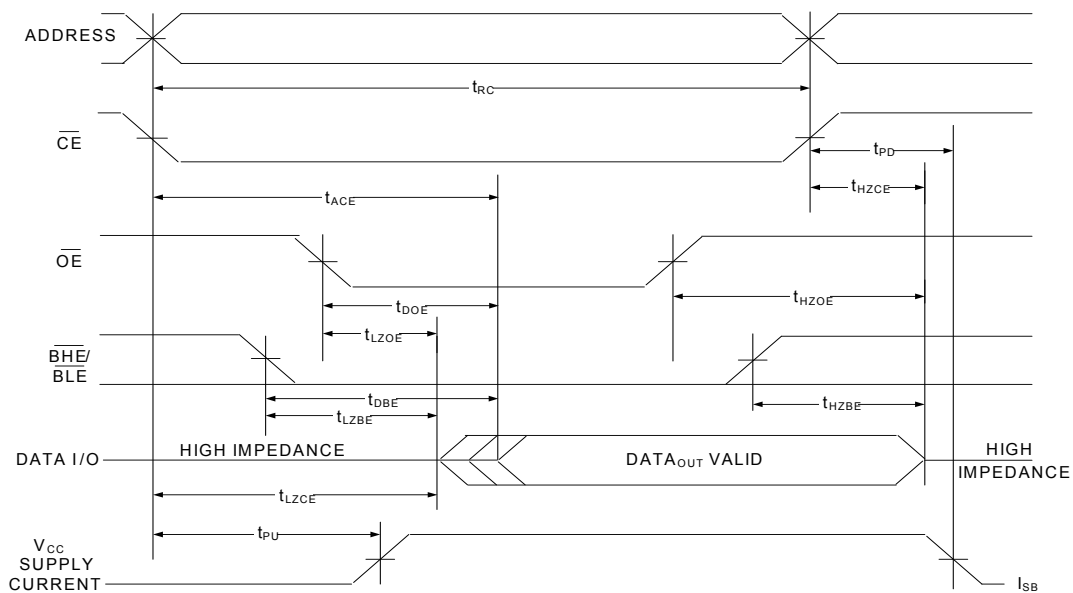 ADDRESS
tRC
CE
tPD
tHZCE
tACE
OE
tHZOE
tDOE
tLZOE
BHE/
BLE
tDBE
tHZBE
tLZBE
HIGH IMPEDANCE
DATA I/O
DATAOUT VALID
HIGH
IMPEDANCE
tLZCE
tPU
VCC
SUPPLY
CURRENT
ISB